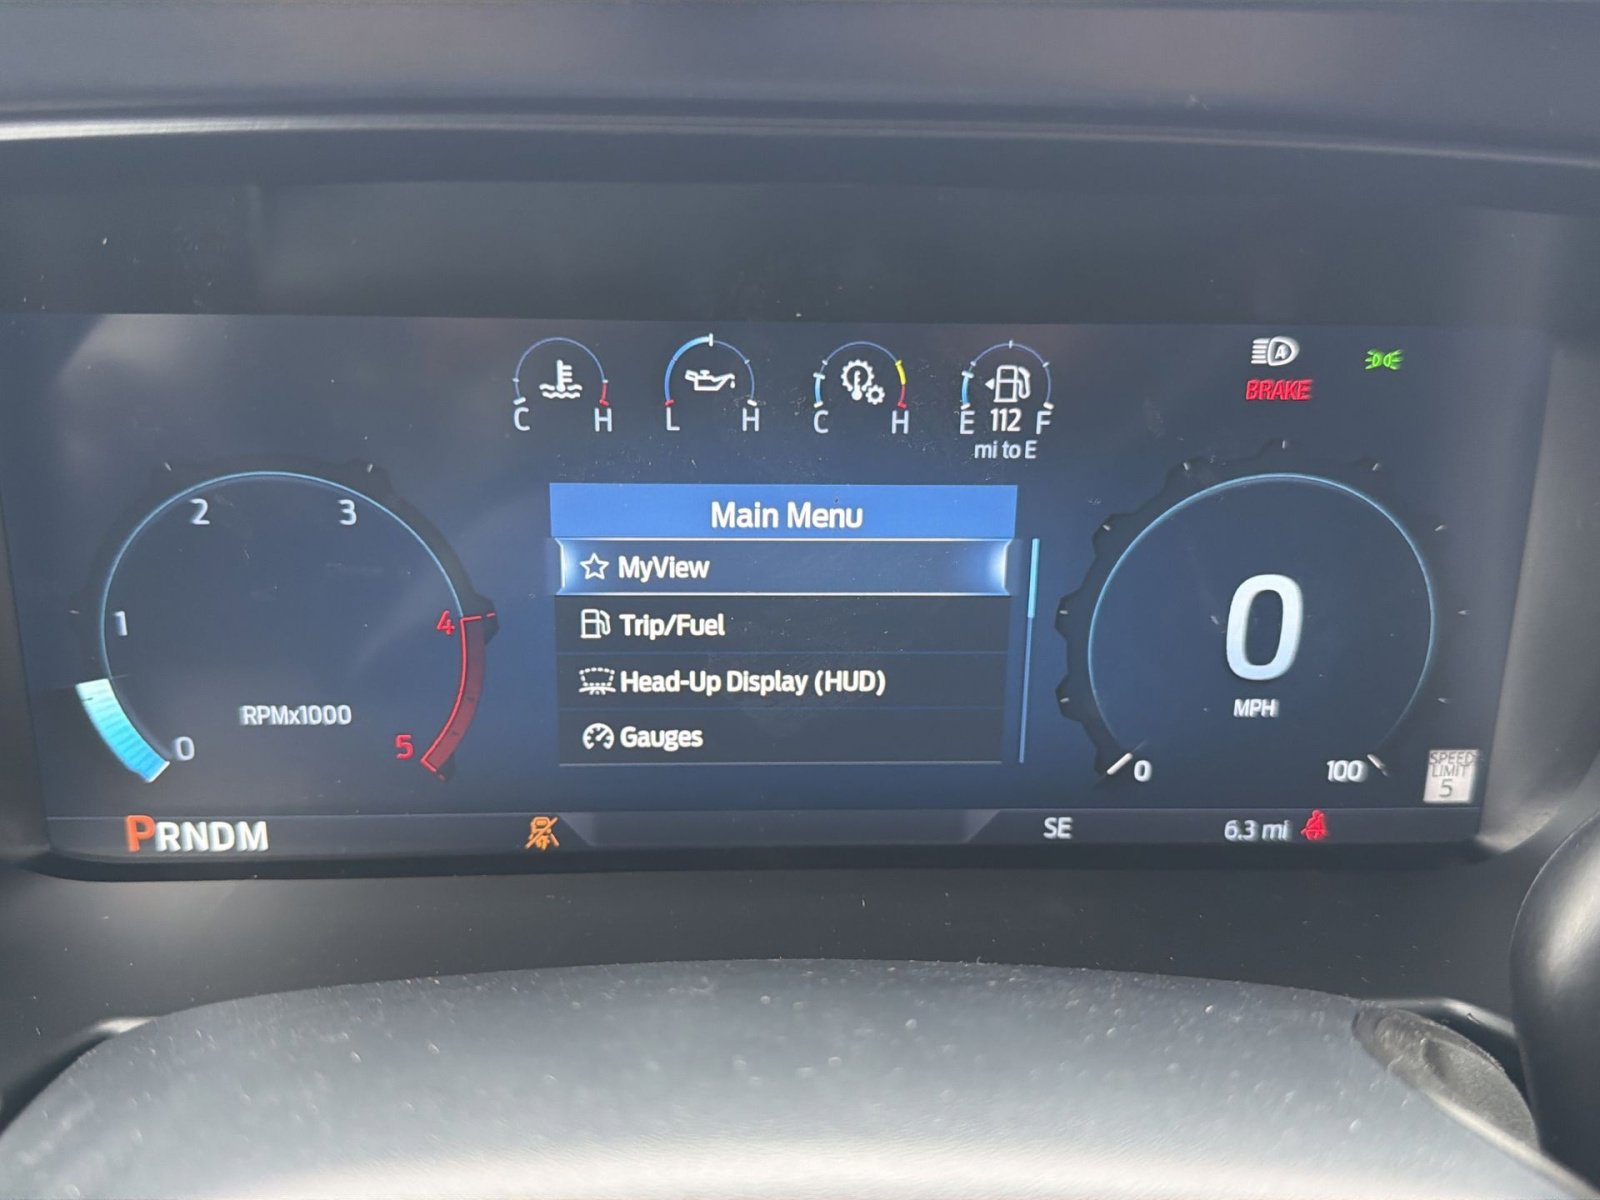 A
BRAKE
C H
L H
C H
E 112 F
mi to E
2 3
1 4
0 5
RPMx1000
Main Menu
MyView
Trip/Fuel
Head-Up Display (HUD)
Gauges
0
MPH
0 100
SPEED
LIMIT
5
PRNDM
SE
6.3 mi